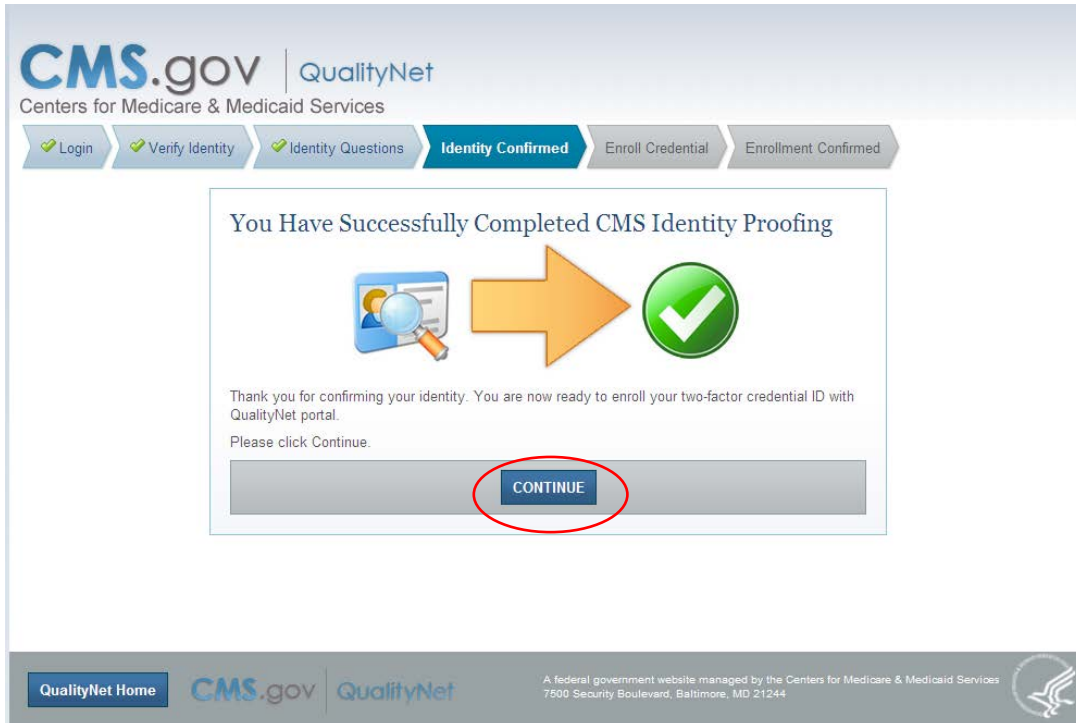 CMS.gov QualityNet
Centers for Medicare & Medicaid Services
Login Verify Identity Identity Questions Identity Confirmed Enroll Credential Enrollment Confirmed
You Have Successfully Completed CMS Identity Proofing
Thank you for confirming your identity. You are now ready to enroll your two-factor credential ID with
QualityNet portal.
Please click Continue.
CONTINUE
QualityNet Home CMS.gov QualityNet
A federal government website managed by the Centers for Medicare & Medicaid Services
7500 Security Boulevard, Baltimore, MD 21244